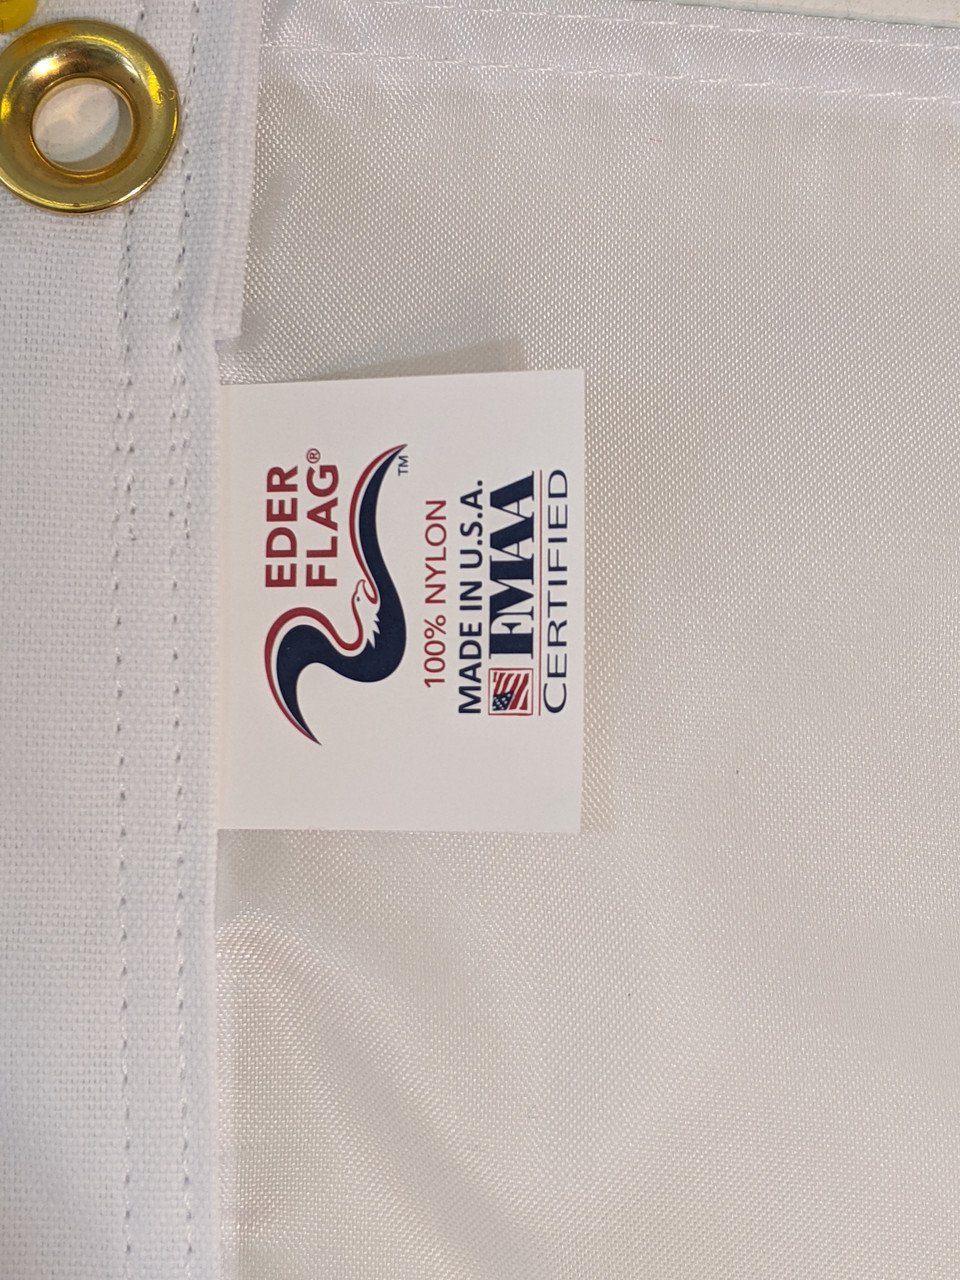 EDER
FLAG®
TM
100% NYLON
MADE IN U.S.A.
FMAA
CERTIFIED